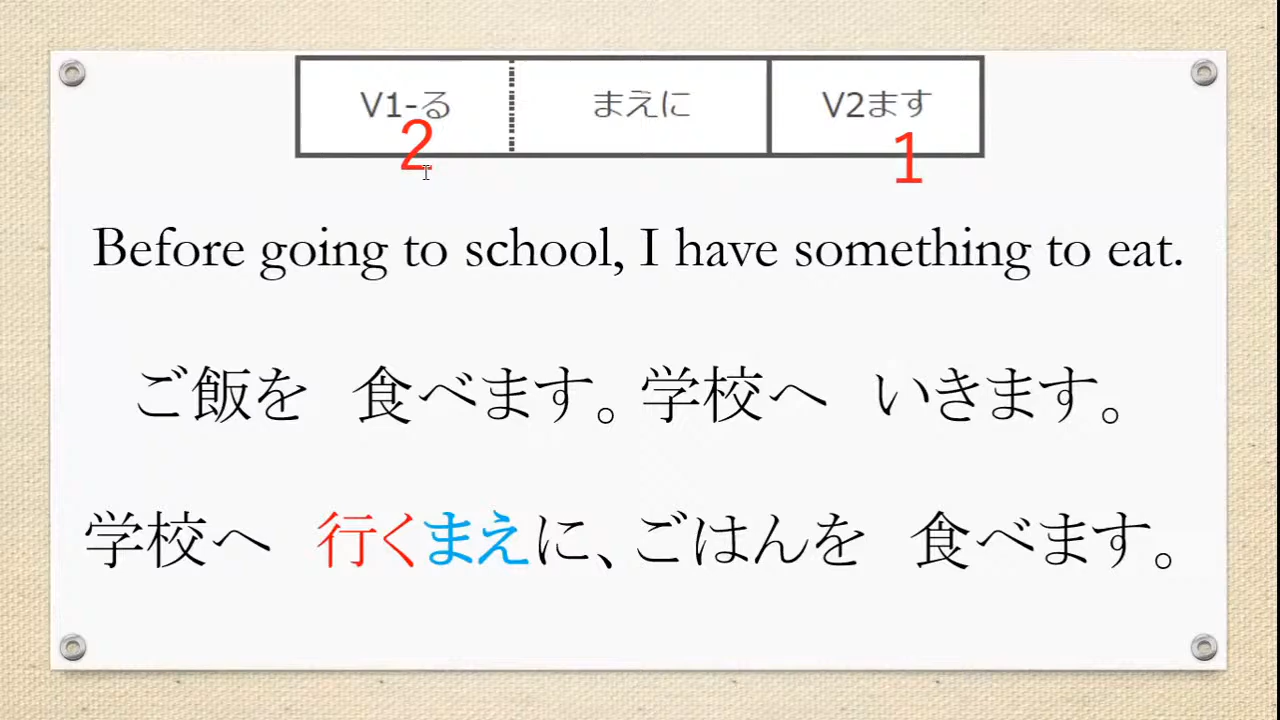 V1-る まえに V2ます
2 1
Before going to school, I have something to eat.
ご飯を　食べます。学校へ　いきます。
学校へ　行くまえに、ごはんを　食べます。